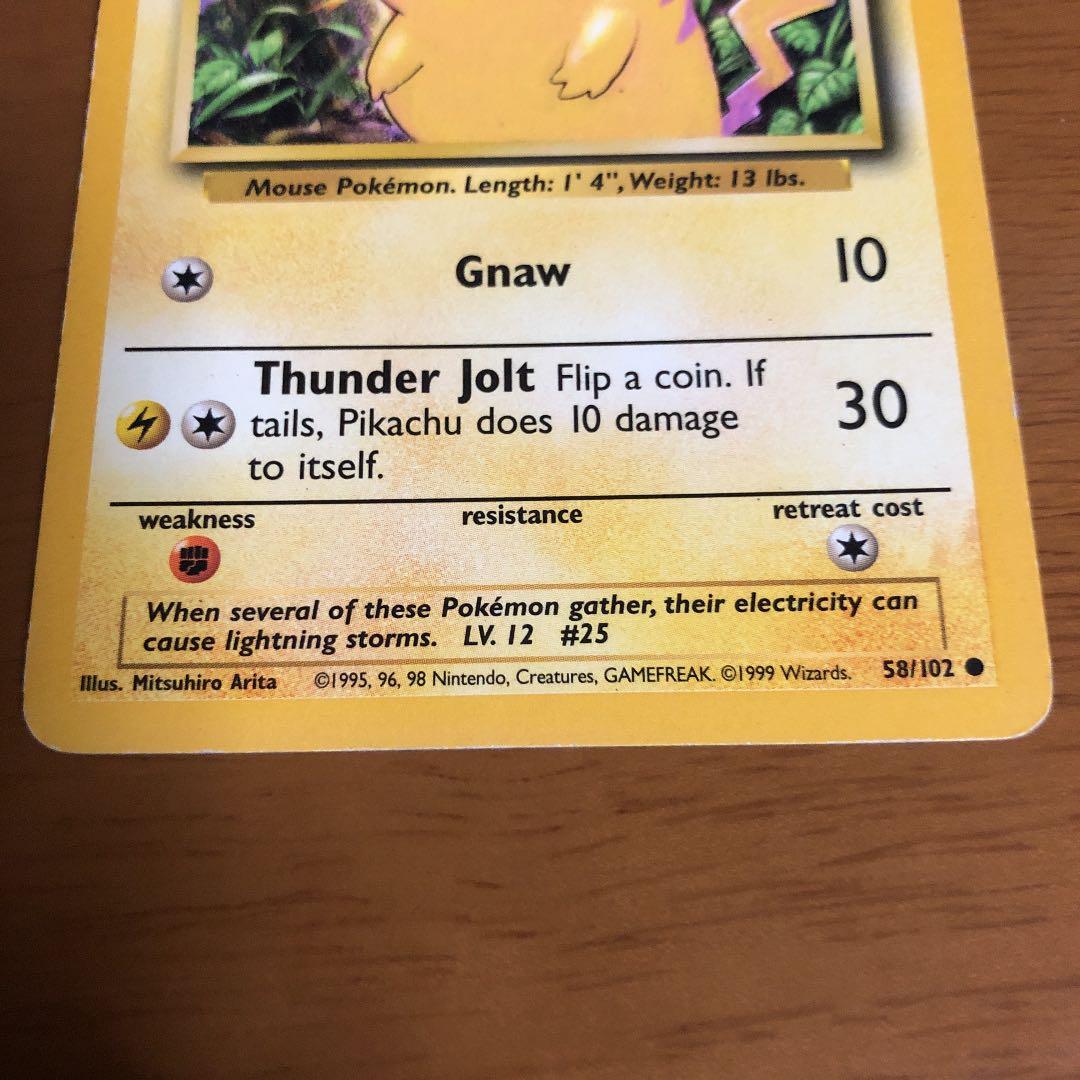 Mouse Pokémon. Length: 1' 4", Weight: 13 lbs.
Gnaw 10
Thunder Jolt Flip a coin. If
tails, Pikachu does 10 damage
to itself.
30
weakness resistance retreat cost
When several of these Pokémon gather, their electricity can
cause lightning storms. LV. 12 #25
Illus. Mitsuhiro Arita ©1995, 96, 98 Nintendo, Creatures, GAMEFREAK. ©1999 Wizards. 58/102